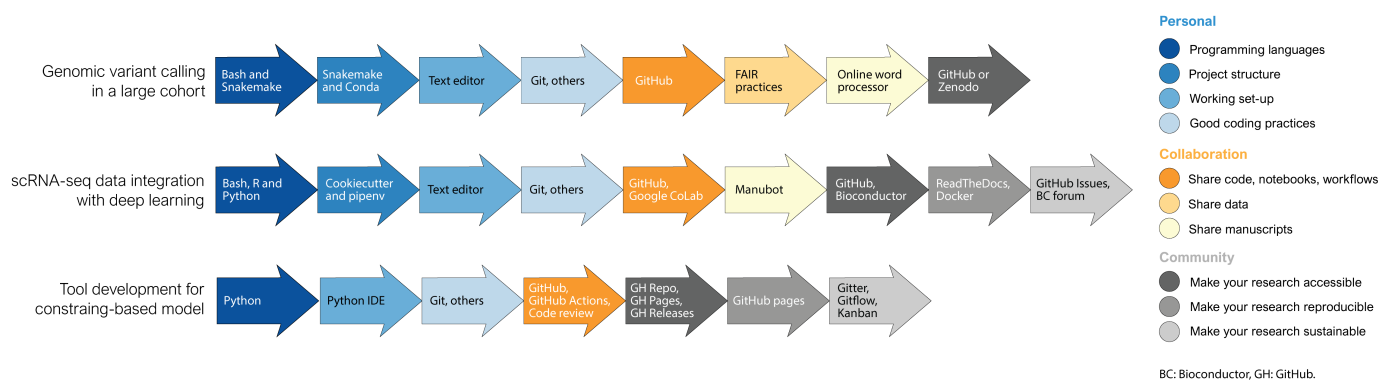 Genomic variant calling
in a large cohort
Bash and
Snakemake
Snakemake
and Conda
Text editor
Git, others
GitHub
FAIR
practices
Online word
processor
GitHub or
Zenodo
scRNA-seq data integration
with deep learning
Bash, R and
Python
Cookiecutter
and pipenv
Text editor
Git, others
GitHub,
Google CoLab
Manubot
GitHub,
Bioconductor
ReadTheDocs,
Docker
GitHub Issues,
BC forum
Tool development for
constraing-based model
Python
Python IDE
Git, others
GitHub,
GitHub Actions,
Code review
GH Repo,
GH Pages,
GH Releases
GitHub pages
Gitter,
Gitflow,
Kanban
Personal
Programming languages
Project structure
Working set-up
Good coding practices
Collaboration
Share code, notebooks, workflows
Share data
Share manuscripts
Community
Make your research accessible
Make your research reproducible
Make your research sustainable
BC: Bioconductor, GH: GitHub.